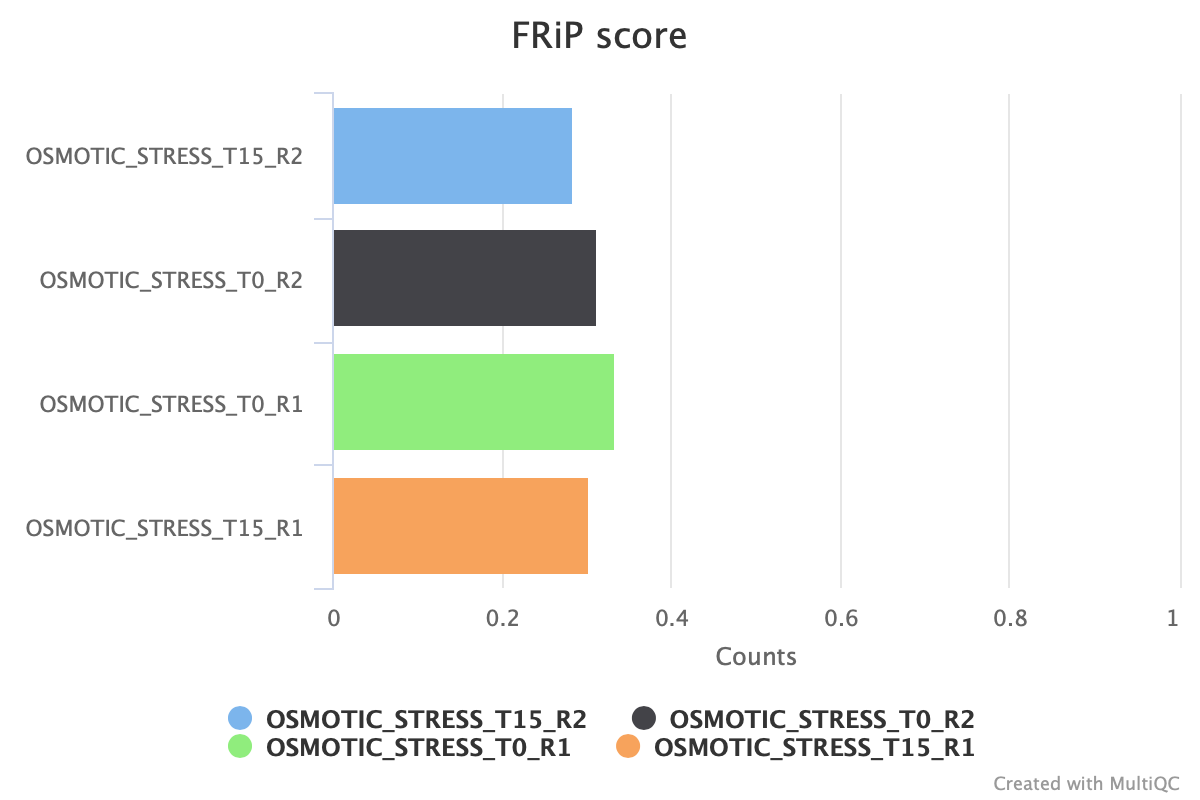 FRiP score
OSMOTIC_STRESS_T15_R2
OSMOTIC_STRESS_T0_R2
OSMOTIC_STRESS_T0_R1
OSMOTIC_STRESS_T15_R1
0 0.2 0.4 0.6 0.8 1
Counts
OSMOTIC_STRESS_T15_R2 OSMOTIC_STRESS_T0_R2
OSMOTIC_STRESS_T0_R1 OSMOTIC_STRESS_T15_R1
Created with MultiQC